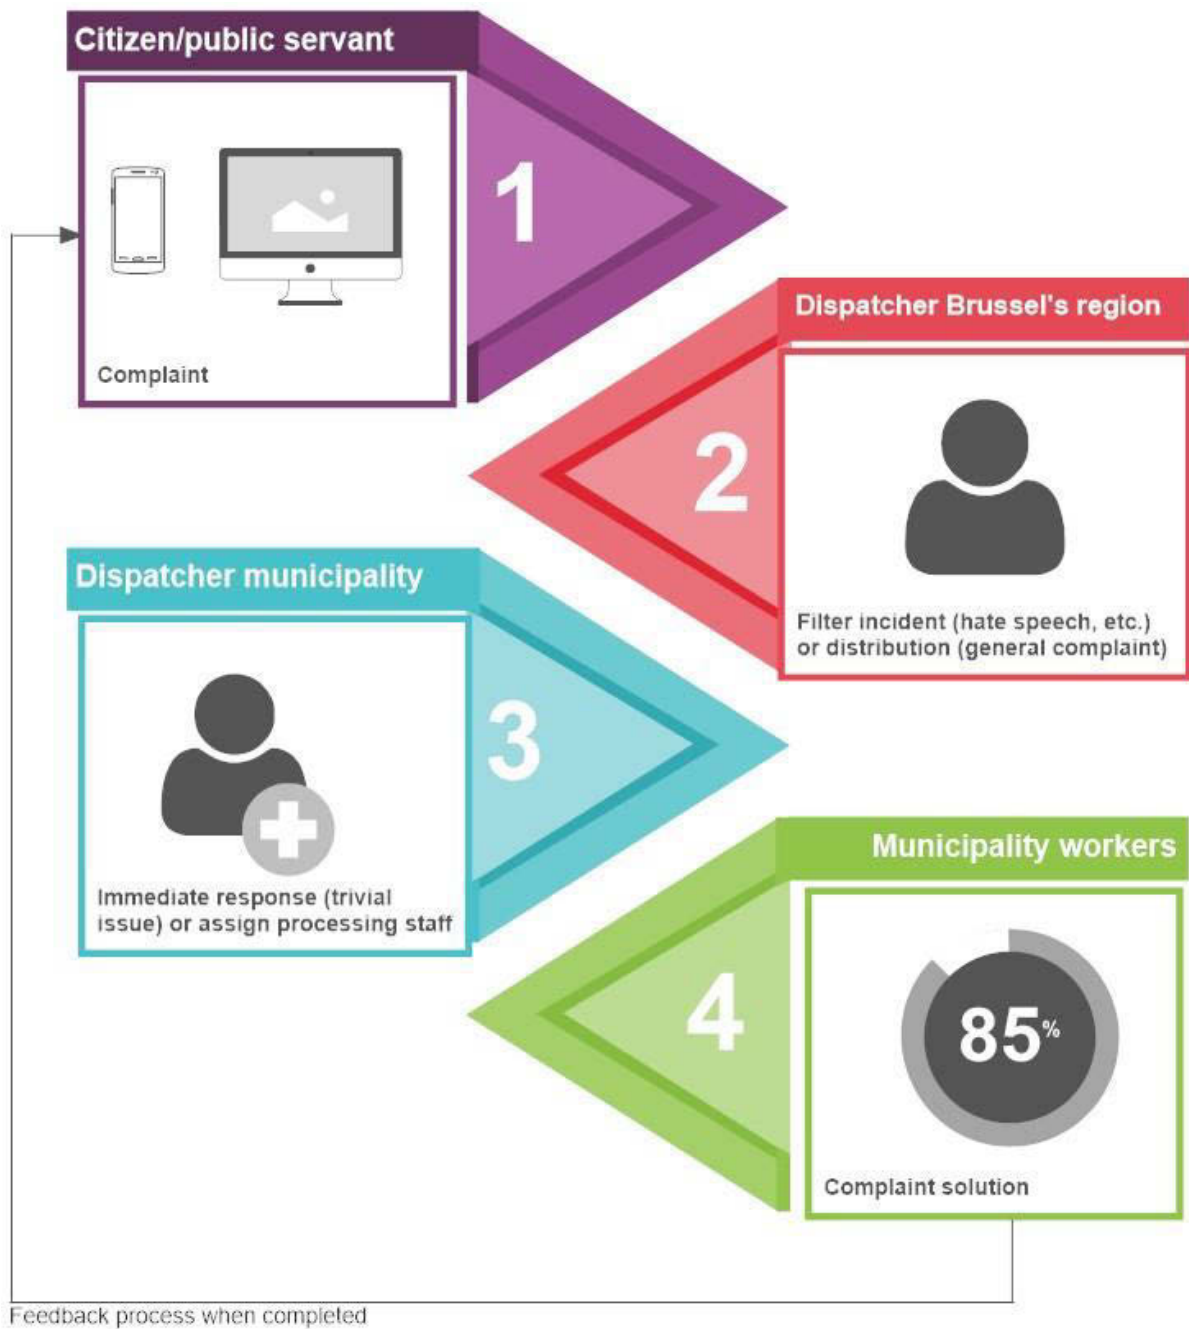 Citizen/public servant
1
Complaint
Dispatcher Brussel's region
2
Filter incident (hate speech, etc.)
or distribution (general complaint)
Dispatcher municipality
3
Immediate response (trivial
issue) or assign processing staff
Municipality workers
4
85%
Complaint solution
Feedback process when completed